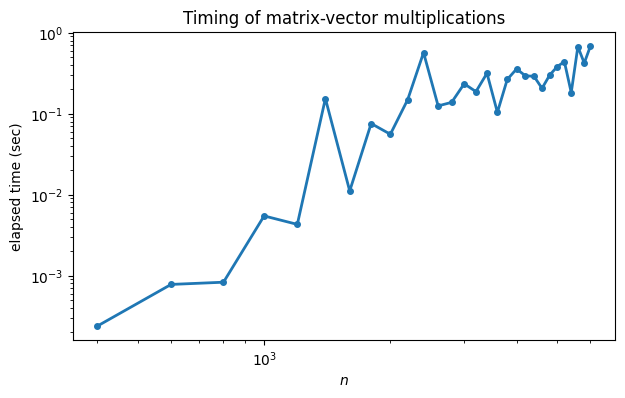 Timing of matrix-vector multiplications
elapsed time (sec)
10⁰
10⁻¹
10⁻²
10⁻³
10³
n